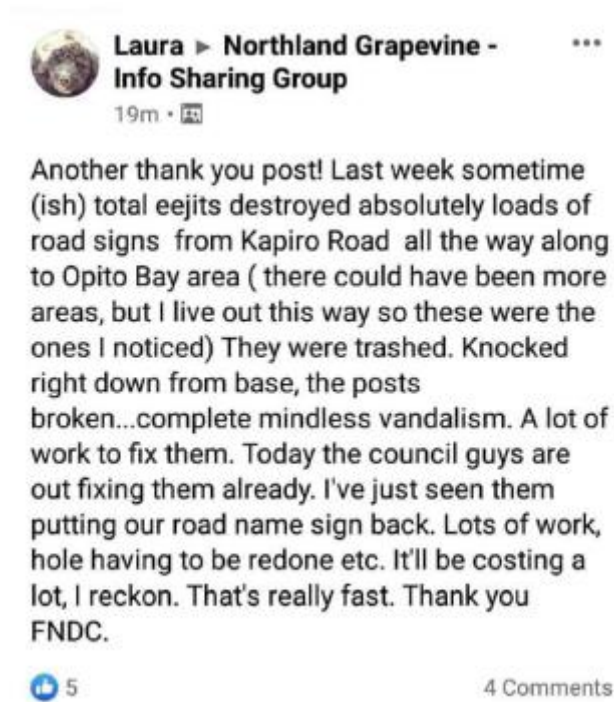 Laura ▸ Northland Grapevine -
Info Sharing Group
19m •
Another thank you post! Last week sometime
(ish) total eejits destroyed absolutely loads of
road signs from Kapiro Road all the way along
to Opito Bay area ( there could have been more
areas, but I live out this way so these were the
ones I noticed) They were trashed. Knocked
right down from base, the posts
broken...complete mindless vandalism. A lot of
work to fix them. Today the council guys are
out fixing them already. I've just seen them
putting our road name sign back. Lots of work,
hole having to be redone etc. It'll be costing a
lot, I reckon. That's really fast. Thank you
FNDC.
5 4 Comments